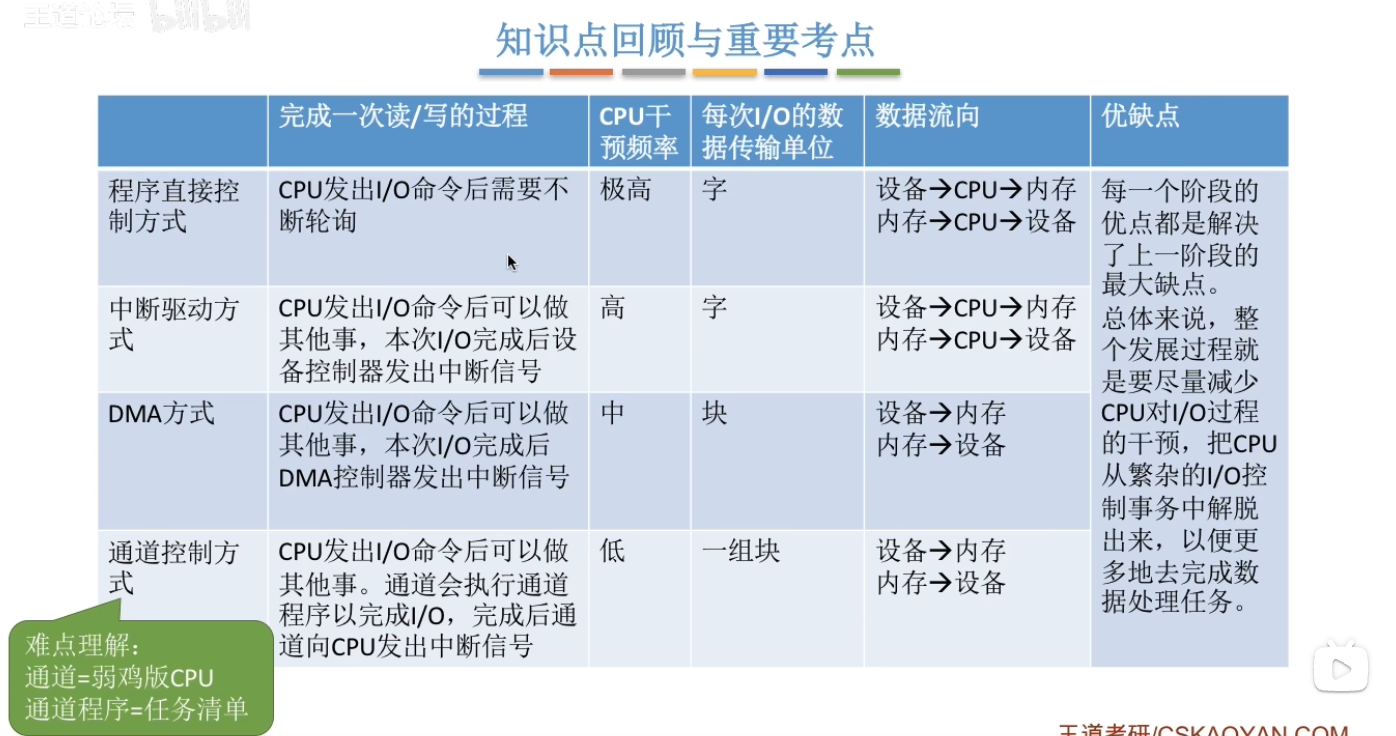 王道论坛 bilibili
知识点回顾与重要考点
完成一次读/写的过程
CPU干
预频率
每次I/O的数
据传输单位
数据流向
优缺点
程序直接控
制方式
CPU发出I/O命令后需要不
断轮询
极高
字
设备→CPU→内存
内存→CPU→设备
中断驱动方
式
CPU发出I/O命令后可以做
其他事，本次I/O完成后设
备控制器发出中断信号
高
字
设备→CPU→内存
内存→CPU→设备
DMA方式
CPU发出I/O命令后可以做
其他事，本次I/O完成后
DMA控制器发出中断信号
中
块
设备→内存
内存→设备
通道控制方
式
CPU发出I/O命令后可以做
其他事。通道会执行通道
程序以完成I/O，完成后通
道向CPU发出中断信号
低
一组块
设备→内存
内存→设备
每一个阶段的
优点都是解决
了上一阶段的
最大缺点。
总体来说，整
个发展过程就
是要尽量减少
CPU对I/O过程
的干预，把CPU
从繁杂的I/O控
制事务中解脱
出来，以便更
多地去完成数
据处理任务。
难点理解：
通道=弱鸡版CPU
通道程序=任务清单
王道考研/CSKAOYAN.COM